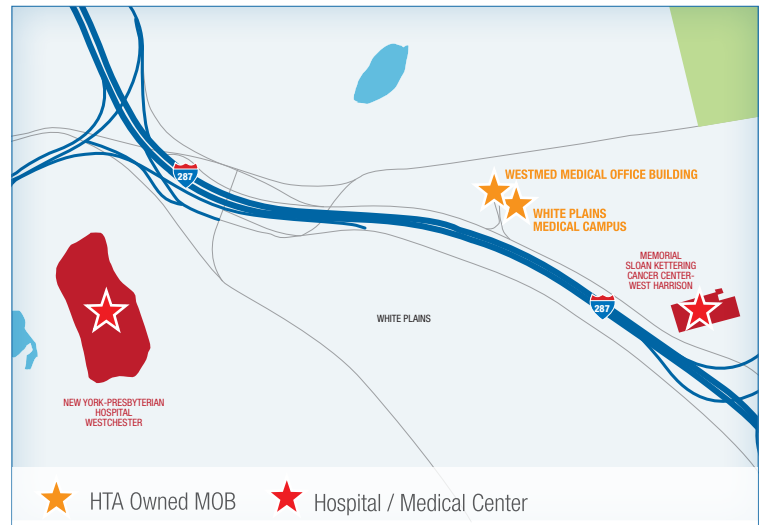 287
WESTMED MEDICAL OFFICE BUILDING
WHITE PLAINS
MEDICAL CAMPUS
MEMORIAL
SLOAN KETTERING
CANCER CENTER-
WEST HARRISON
287
WHITE PLAINS
NEW YORK-PRESBYTERIAN
HOSPITAL
WESTCHESTER
HTA Owned MOB
Hospital / Medical Center